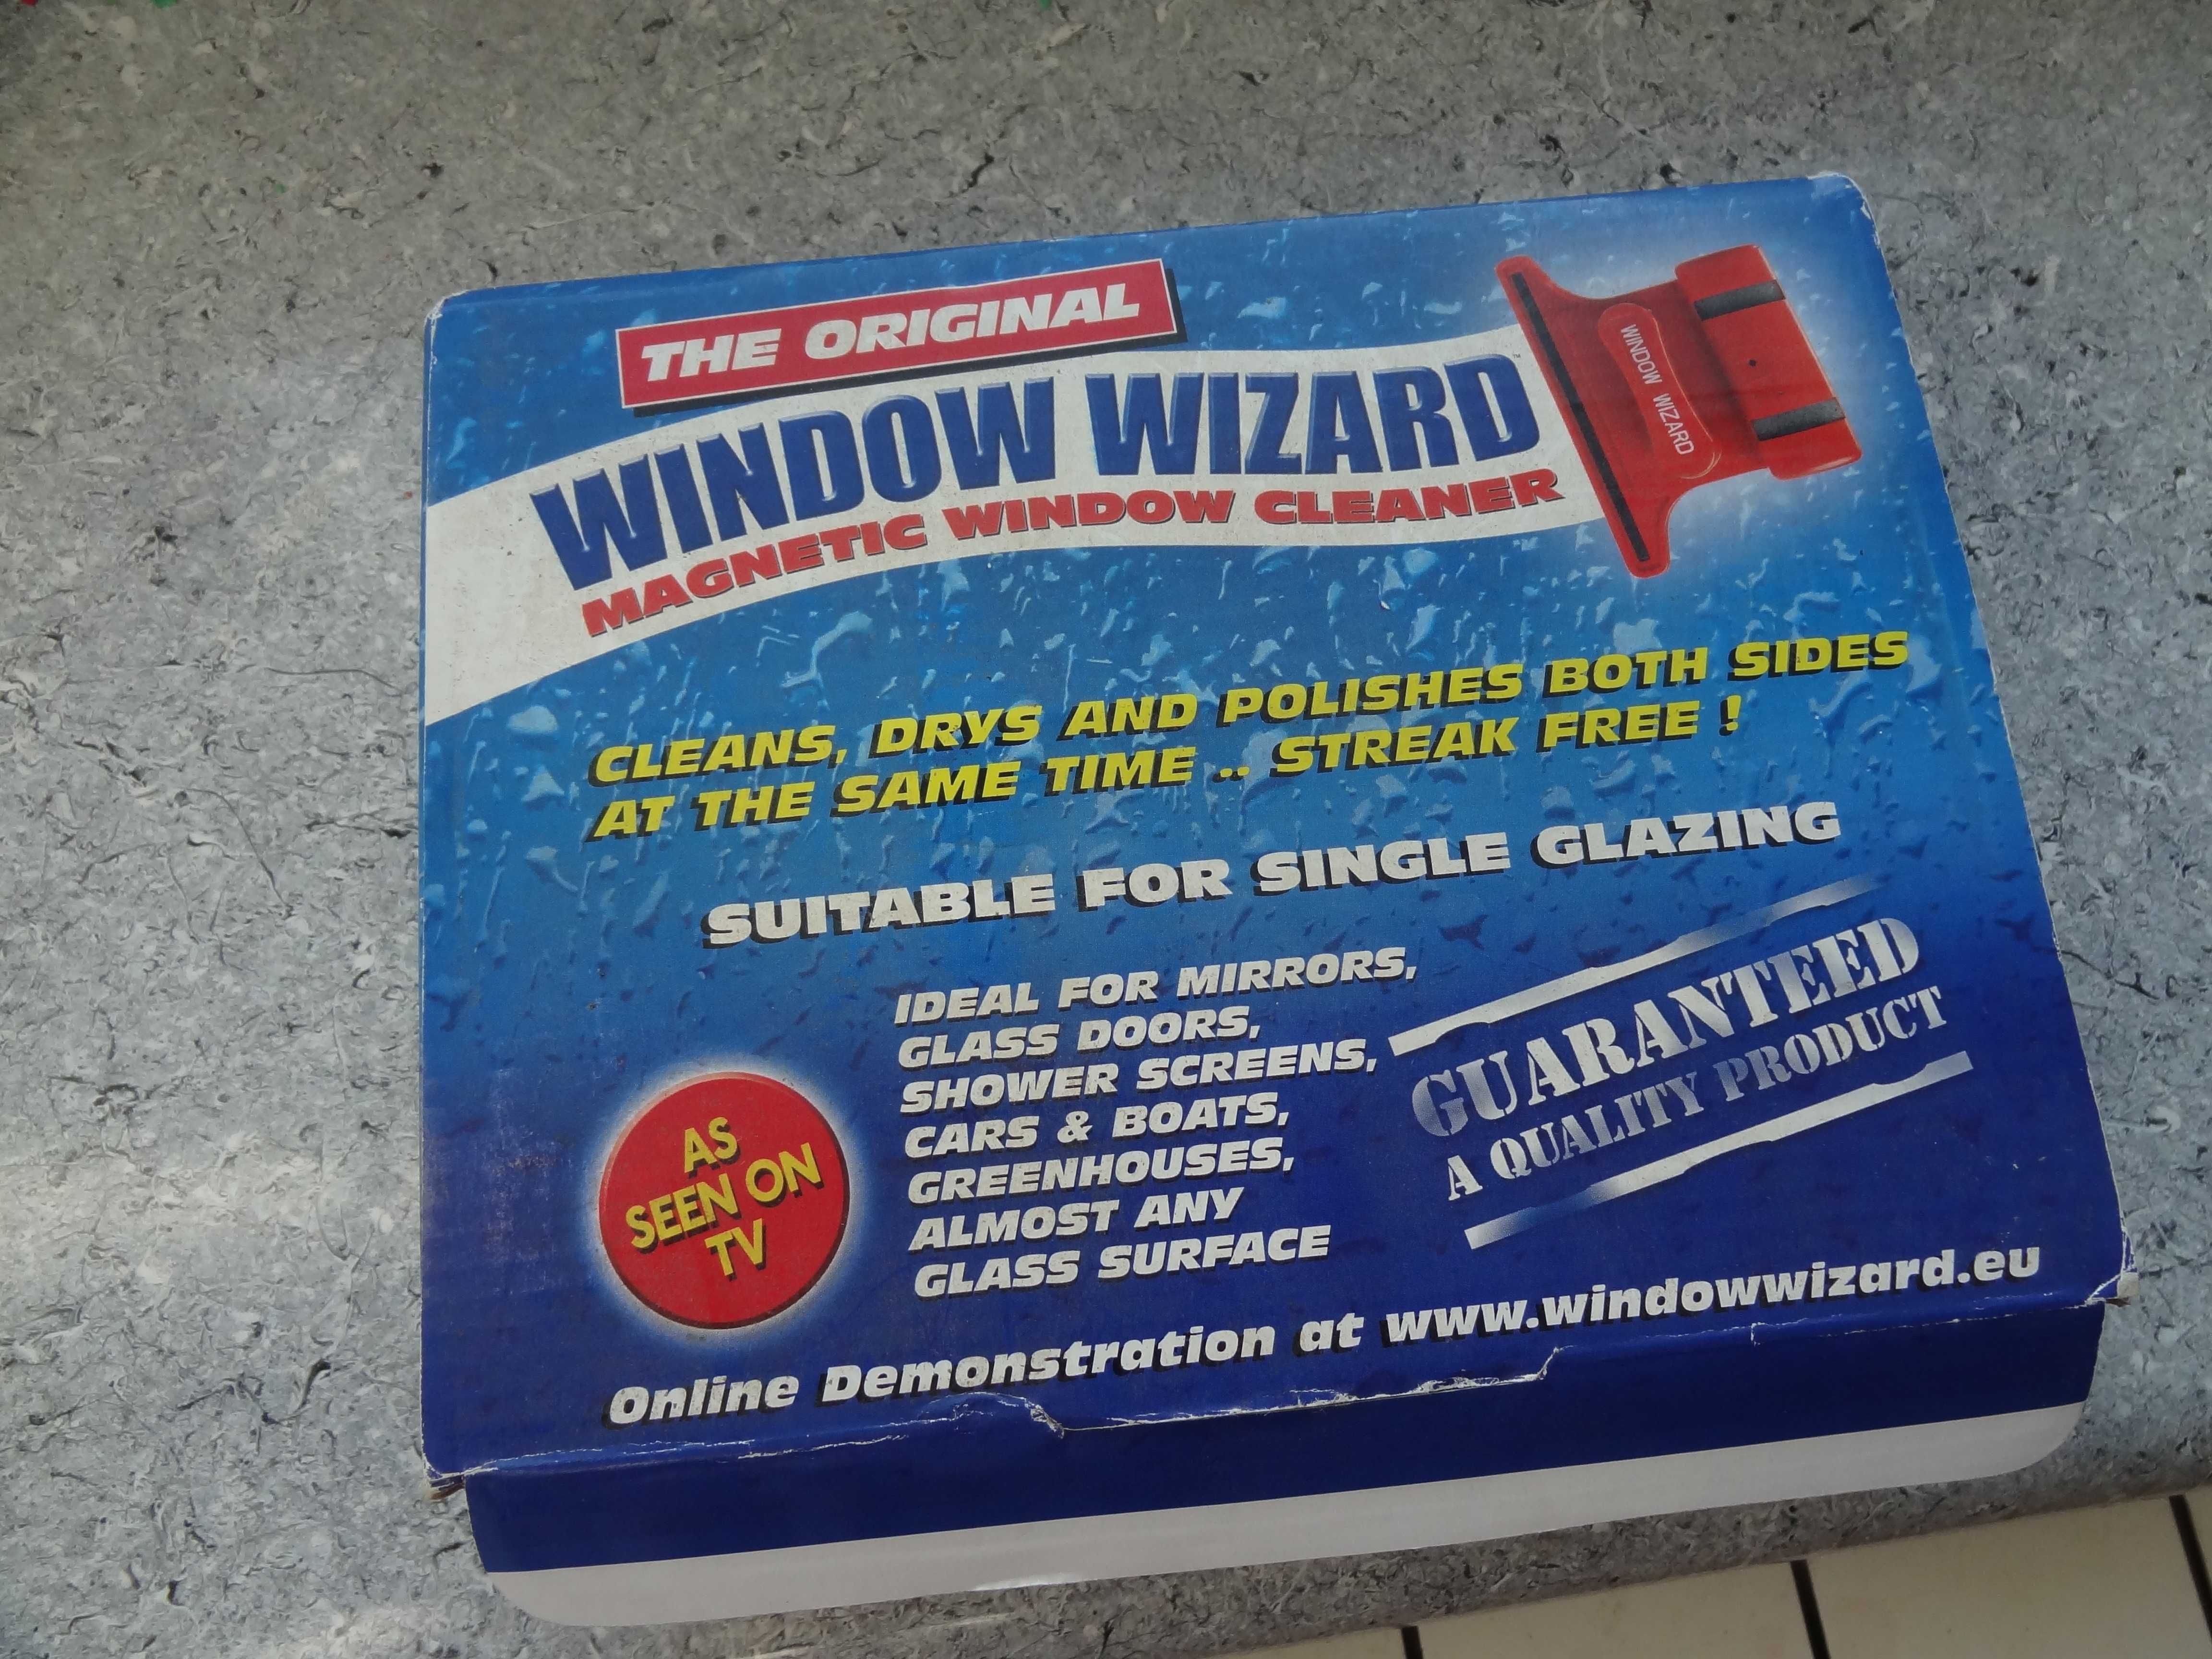 THE ORIGINAL
WINDOW WIZARD™
MAGNETIC WINDOW CLEANER
WINDOW WIZARD
CLEANS, DRYS AND POLISHES BOTH SIDES
AT THE SAME TIME .. STREAK FREE !
SUITABLE FOR SINGLE GLAZING
IDEAL FOR MIRRORS,
GLASS DOORS,
SHOWER SCREENS,
CARS & BOATS,
GREENHOUSES,
ALMOST ANY
GLASS SURFACE
GUARANTEED
A QUALITY PRODUCT
AS
SEEN ON
TV
Online Demonstration at www.windowwizard.eu